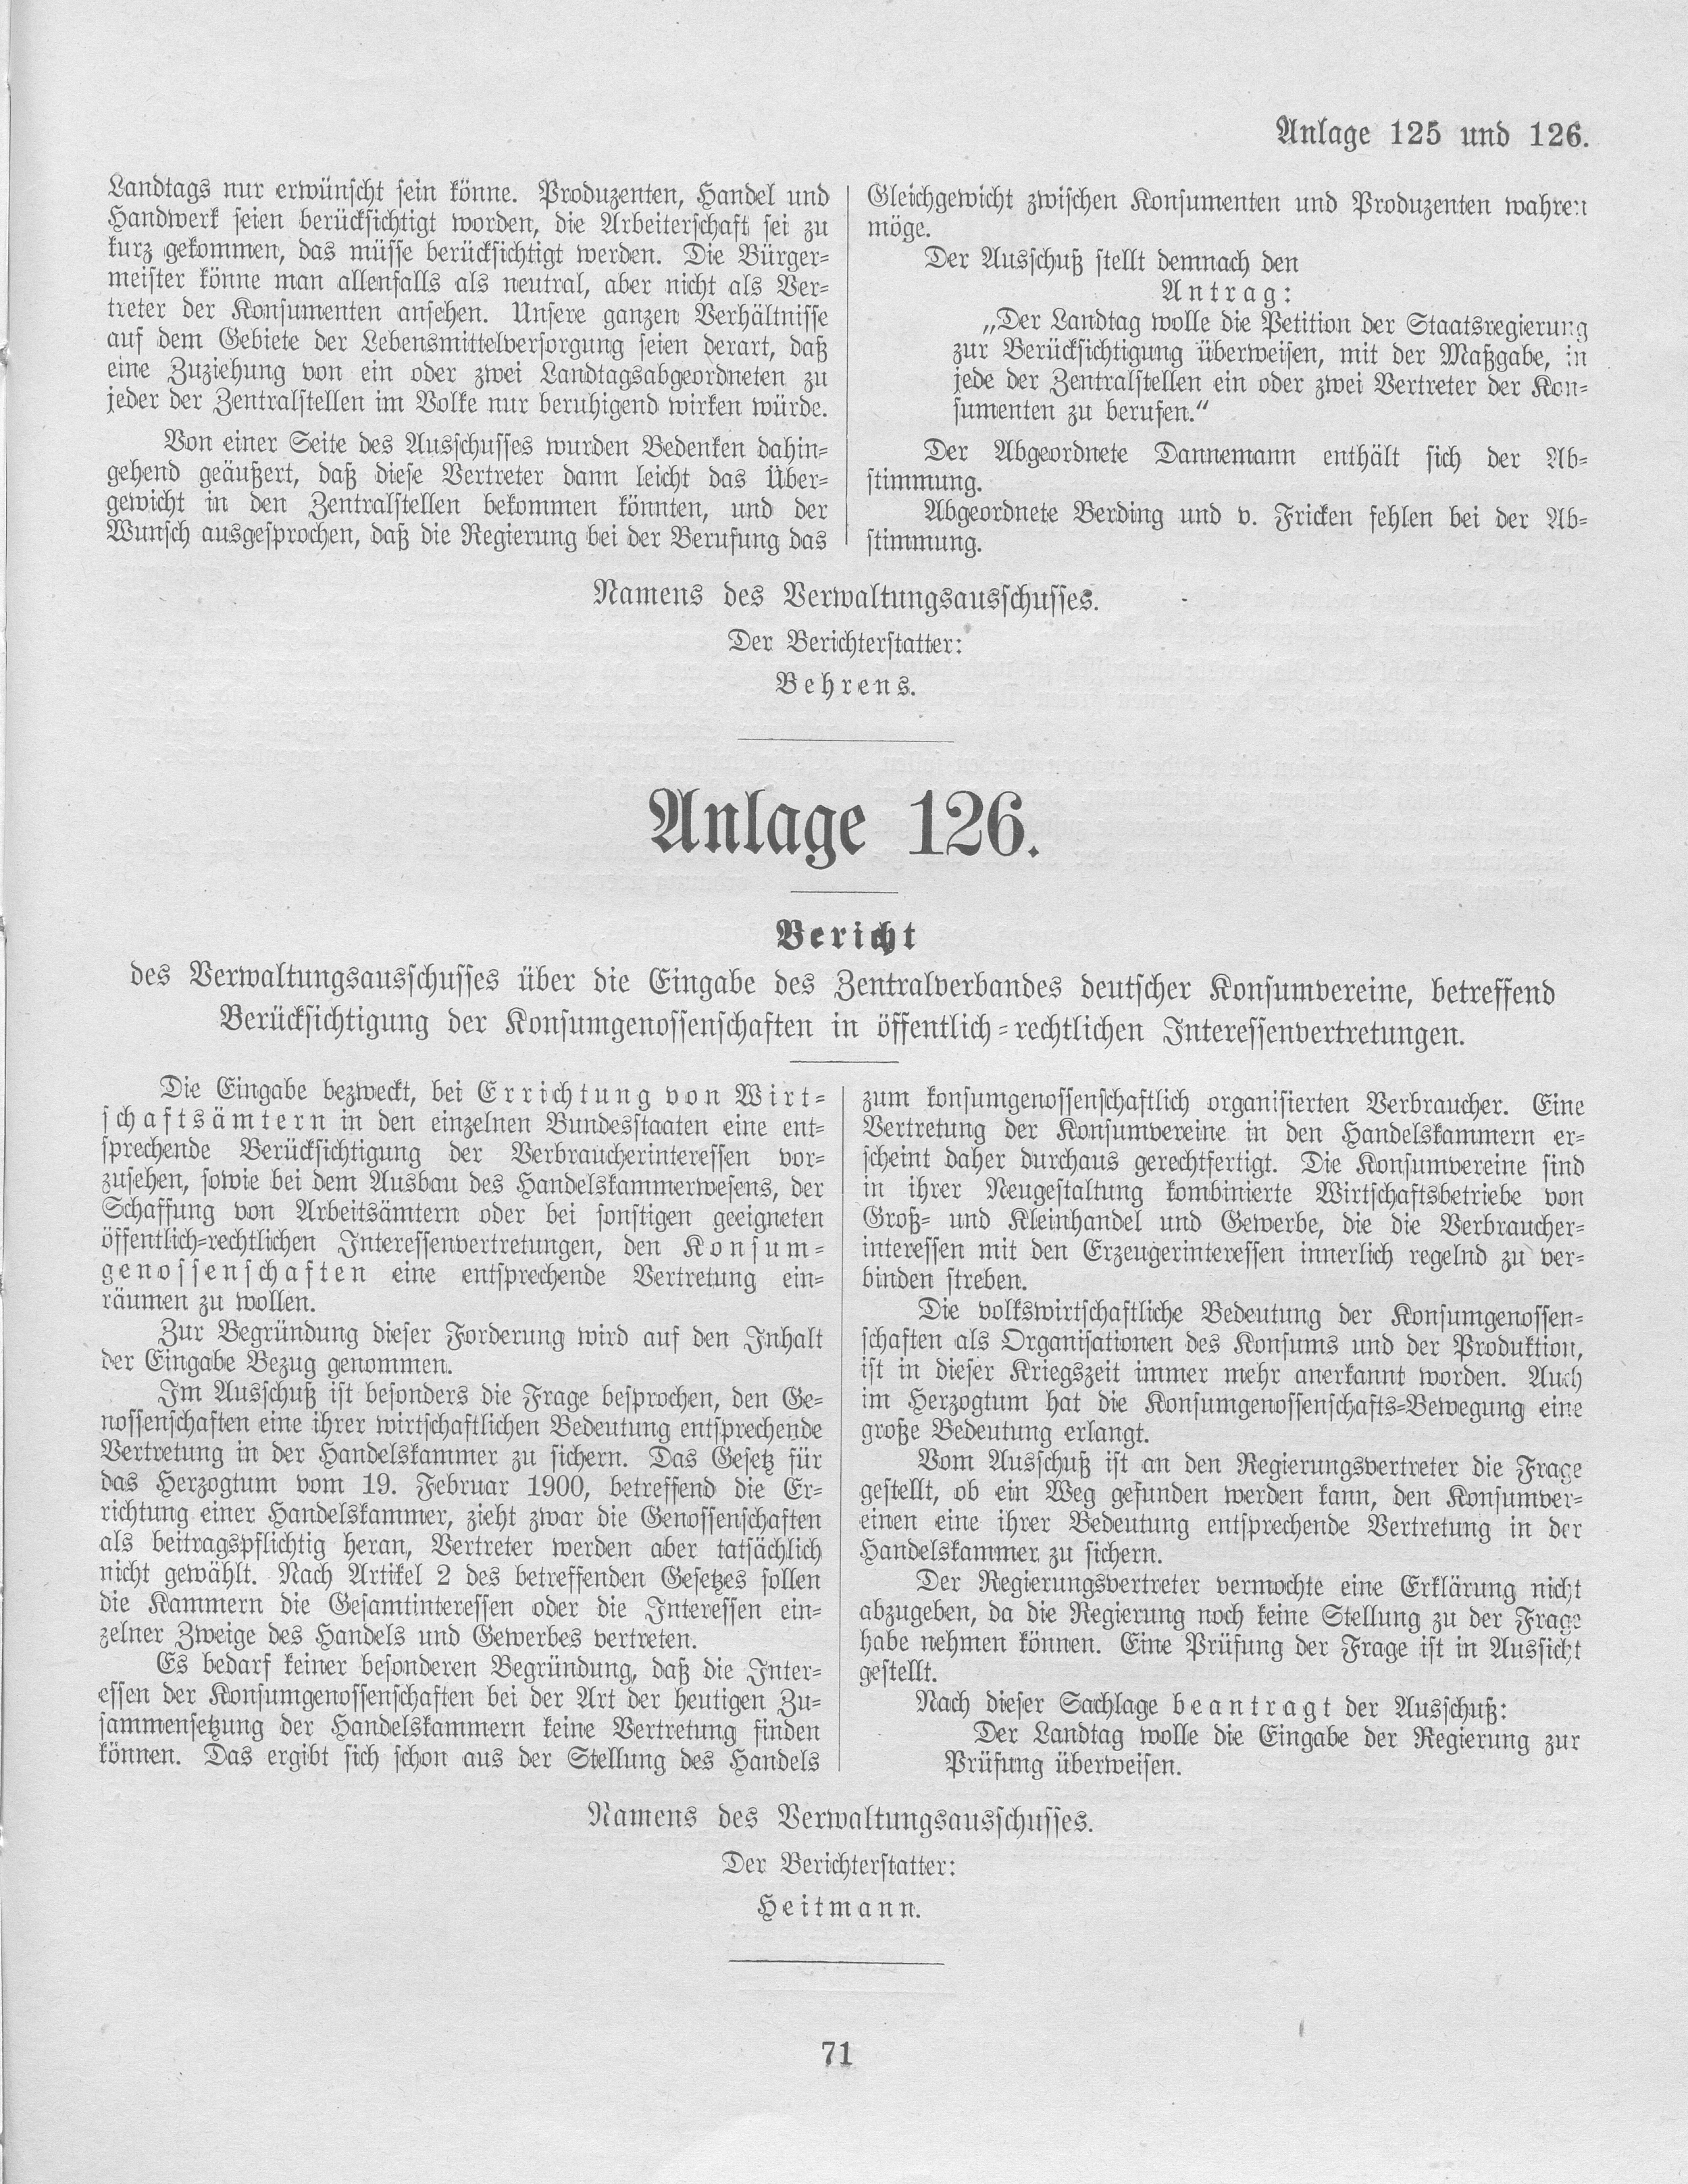 Anlage 125 und 126.
Landtags nur erwünscht sein könne. Produzenten, Handel und
Handwerk seien berücksichtigt worden, die Arbeiterschaft sei zu
kurz gekommen, das müsse berücksichtigt werden. Die Bürger-
meister könne man allenfalls als neutral, aber nicht als Ver-
treter der Konsumenten ansehen. Unsere ganzen Verhältnisse
auf dem Gebiete der Lebensmittelversorgung seien derart, daß
eine Zuziehung von ein oder zwei Landtagsabgeordneten zu
jeder der Zentralstellen im Volke nur beruhigend wirken würde.
Von einer Seite des Ausschusses wurden Bedenken dahin-
gehend geäußert, daß diese Vertreter dann leicht das Über-
gewicht in den Zentralstellen bekommen könnten, und der
Wunsch ausgesprochen, daß die Regierung bei der Berufung das
Gleichgewicht zwischen Konsumenten und Produzenten wahren
möge.
Der Ausschuß stellt demnach den
Antrag:
„Der Landtag wolle die Petition der Staatsregierung
zur Berücksichtigung überweisen, mit der Maßgabe, in
jede der Zentralstellen ein oder zwei Vertreter der Kon-
sumenten zu berufen.“
Der Abgeordnete Dannemann enthält sich der Ab-
stimmung.
Abgeordnete Berding und v. Fricken fehlen bei der Ab-
stimmung.
Namens des Verwaltungsausschusses.
Der Berichterstatter:
Behrens.
Anlage 126.
Bericht
des Verwaltungsausschusses über die Eingabe des Zentralverbandes deutscher Konsumvereine, betreffend
Berücksichtigung der Konsumgenossenschaften in öffentlich-rechtlichen Interessenvertretungen.
Die Eingabe bezweckt, bei Errichtung von Wirt-
schaftsämtern in den einzelnen Bundesstaaten eine ent-
sprechende Berücksichtigung der Verbraucherinteressen vor-
zusehen, sowie bei dem Ausbau des Handelskammerwesens, der
Schaffung von Arbeitsämtern oder bei sonstigen geeigneten
öffentlich-rechtlichen Interessenvertretungen, den Konsum-
genossenschaften eine entsprechende Vertretung ein-
räumen zu wollen.
Zur Begründung dieser Forderung wird auf den Inhalt
der Eingabe Bezug genommen.
Im Ausschuß ist besonders die Frage besprochen, den Ge-
nossenschaften eine ihrer wirtschaftlichen Bedeutung entsprechende
Vertretung in der Handelskammer zu sichern. Das Gesetz für
das Herzogtum vom 19. Februar 1900, betreffend die Er-
richtung einer Handelskammer, zieht zwar die Genossenschaften
als beitragspflichtig heran, Vertreter werden aber tatsächlich
nicht gewählt. Nach Artikel 2 des betreffenden Gesetzes sollen
die Kammern die Gesamtinteressen oder die Interessen ein-
zelner Zweige des Handels und Gewerbes vertreten.
Es bedarf keiner besonderen Begründung, daß die Inter-
essen der Konsumgenossenschaften bei der Art der heutigen Zu-
sammensetzung der Handelskammern keine Vertretung finden
können. Das ergibt sich schon aus der Stellung des Handels
zum konsumgenossenschaftlich organisierten Verbraucher. Eine
Vertretung der Konsumvereine in den Handelskammern er-
scheint daher durchaus gerechtfertigt. Die Konsumvereine sind
in ihrer Neugestaltung kombinierte Wirtschaftsbetriebe von
Groß- und Kleinhandel und Gewerbe, die die Verbraucher-
interessen mit den Erzeugerinteressen innerlich regelnd zu ver-
binden streben.
Die volkswirtschaftliche Bedeutung der Konsumgenossen-
schaften als Organisationen des Konsums und der Produktion,
ist in dieser Kriegszeit immer mehr anerkannt worden. Auch
im Herzogtum hat die Konsumgenossenschafts-Bewegung eine
große Bedeutung erlangt.
Vom Ausschuß ist an den Regierungsvertreter die Frage
gestellt, ob ein Weg gefunden werden kann, den Konsumver-
einen eine ihrer Bedeutung entsprechende Vertretung in der
Handelskammer zu sichern.
Der Regierungsvertreter vermochte eine Erklärung nicht
abzugeben, da die Regierung noch keine Stellung zu der Frage
habe nehmen können. Eine Prüfung der Frage ist in Aussicht
gestellt.
Nach dieser Sachlage beantragt der Ausschuß:
Der Landtag wolle die Eingabe der Regierung zur
Prüfung überweisen.
Namens des Verwaltungsausschusses.
Der Berichterstatter:
Heitmann.
71